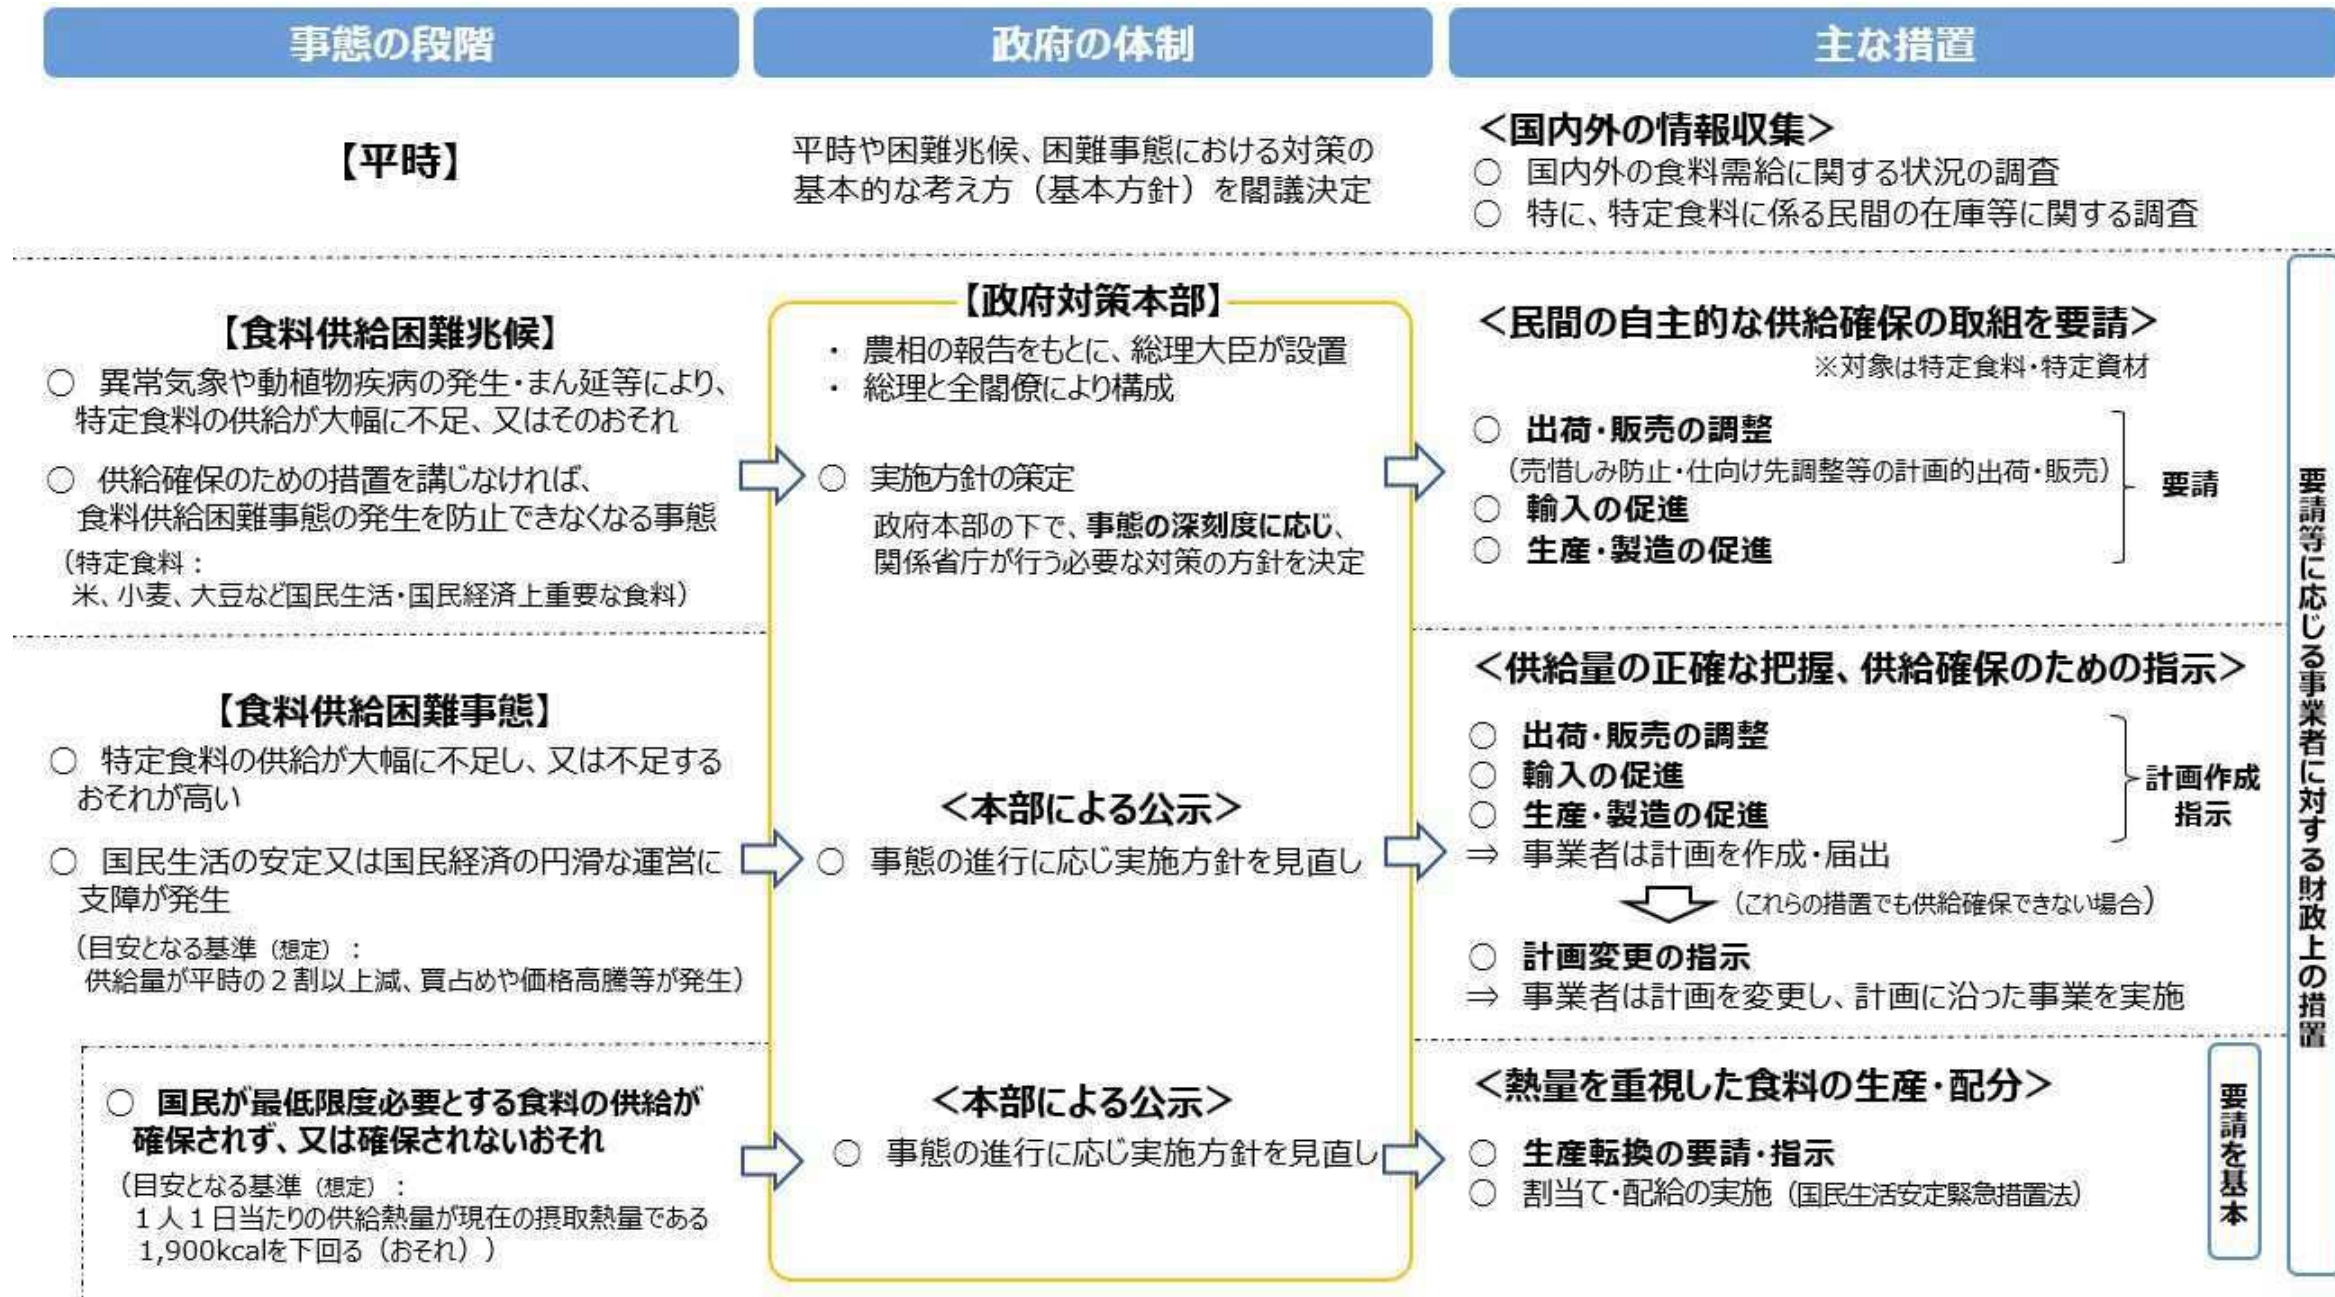 事態の段階
政府の体制
主な措置
【平時】
平時や困難兆候、困難事態における対策の
基本的な考え方（基本方針）を閣議決定
＜国内外の情報収集＞
○ 国内外の食料需給に関する状況の調査
○ 特に、特定食料に係る民間の在庫等に関する調査
【食料供給困難兆候】
○ 異常気象や動植物疾病の発生・まん延等により、
特定食料の供給が大幅に不足、又はそのおそれ
○ 供給確保のための措置を講じなければ、
食料供給困難事態の発生を防止できなくなる事態
（特定食料：
米、小麦、大豆など国民生活・国民経済上重要な食料）
【政府対策本部】
・ 農相の報告をもとに、総理大臣が設置
・ 総理と全閣僚により構成
○ 実施方針の策定
政府本部の下で、事態の深刻度に応じ、
関係省庁が行う必要な対策の方針を決定
＜民間の自主的な供給確保の取組を要請＞
※対象は特定食料・特定資材
○ 出荷・販売の調整
（売惜しみ防止・仕向け先調整等の計画的出荷・販売）
○ 輸入の促進
○ 生産・製造の促進
要請
【食料供給困難事態】
○ 特定食料の供給が大幅に不足し、又は不足する
おそれが高い
○ 国民生活の安定又は国民経済の円滑な運営に
支障が発生
（目安となる基準（想定）：
供給量が平時の２割以上減、買占めや価格高騰等が発生）
＜本部による公示＞
○ 事態の進行に応じ実施方針を見直し
＜供給量の正確な把握、供給確保のための指示＞
○ 出荷・販売の調整
○ 輸入の促進
○ 生産・製造の促進
⇒ 事業者は計画を作成・届出
計画作成
指示
（これらの措置でも供給確保できない場合）
○ 計画変更の指示
⇒ 事業者は計画を変更し、計画に沿った事業を実施
○ 国民が最低限度必要とする食料の供給が
確保されず、又は確保されないおそれ
（目安となる基準（想定）：
１人１日当たりの供給熱量が現在の摂取熱量である
1,900kcalを下回る（おそれ））
＜本部による公示＞
○ 事態の進行に応じ実施方針を見直し
＜熱量を重視した食料の生産・配分＞
○ 生産転換の要請・指示
○ 割当て・配給の実施（国民生活安定緊急措置法）
要請を基本
要請等に応じる事業者に対する財政上の措置